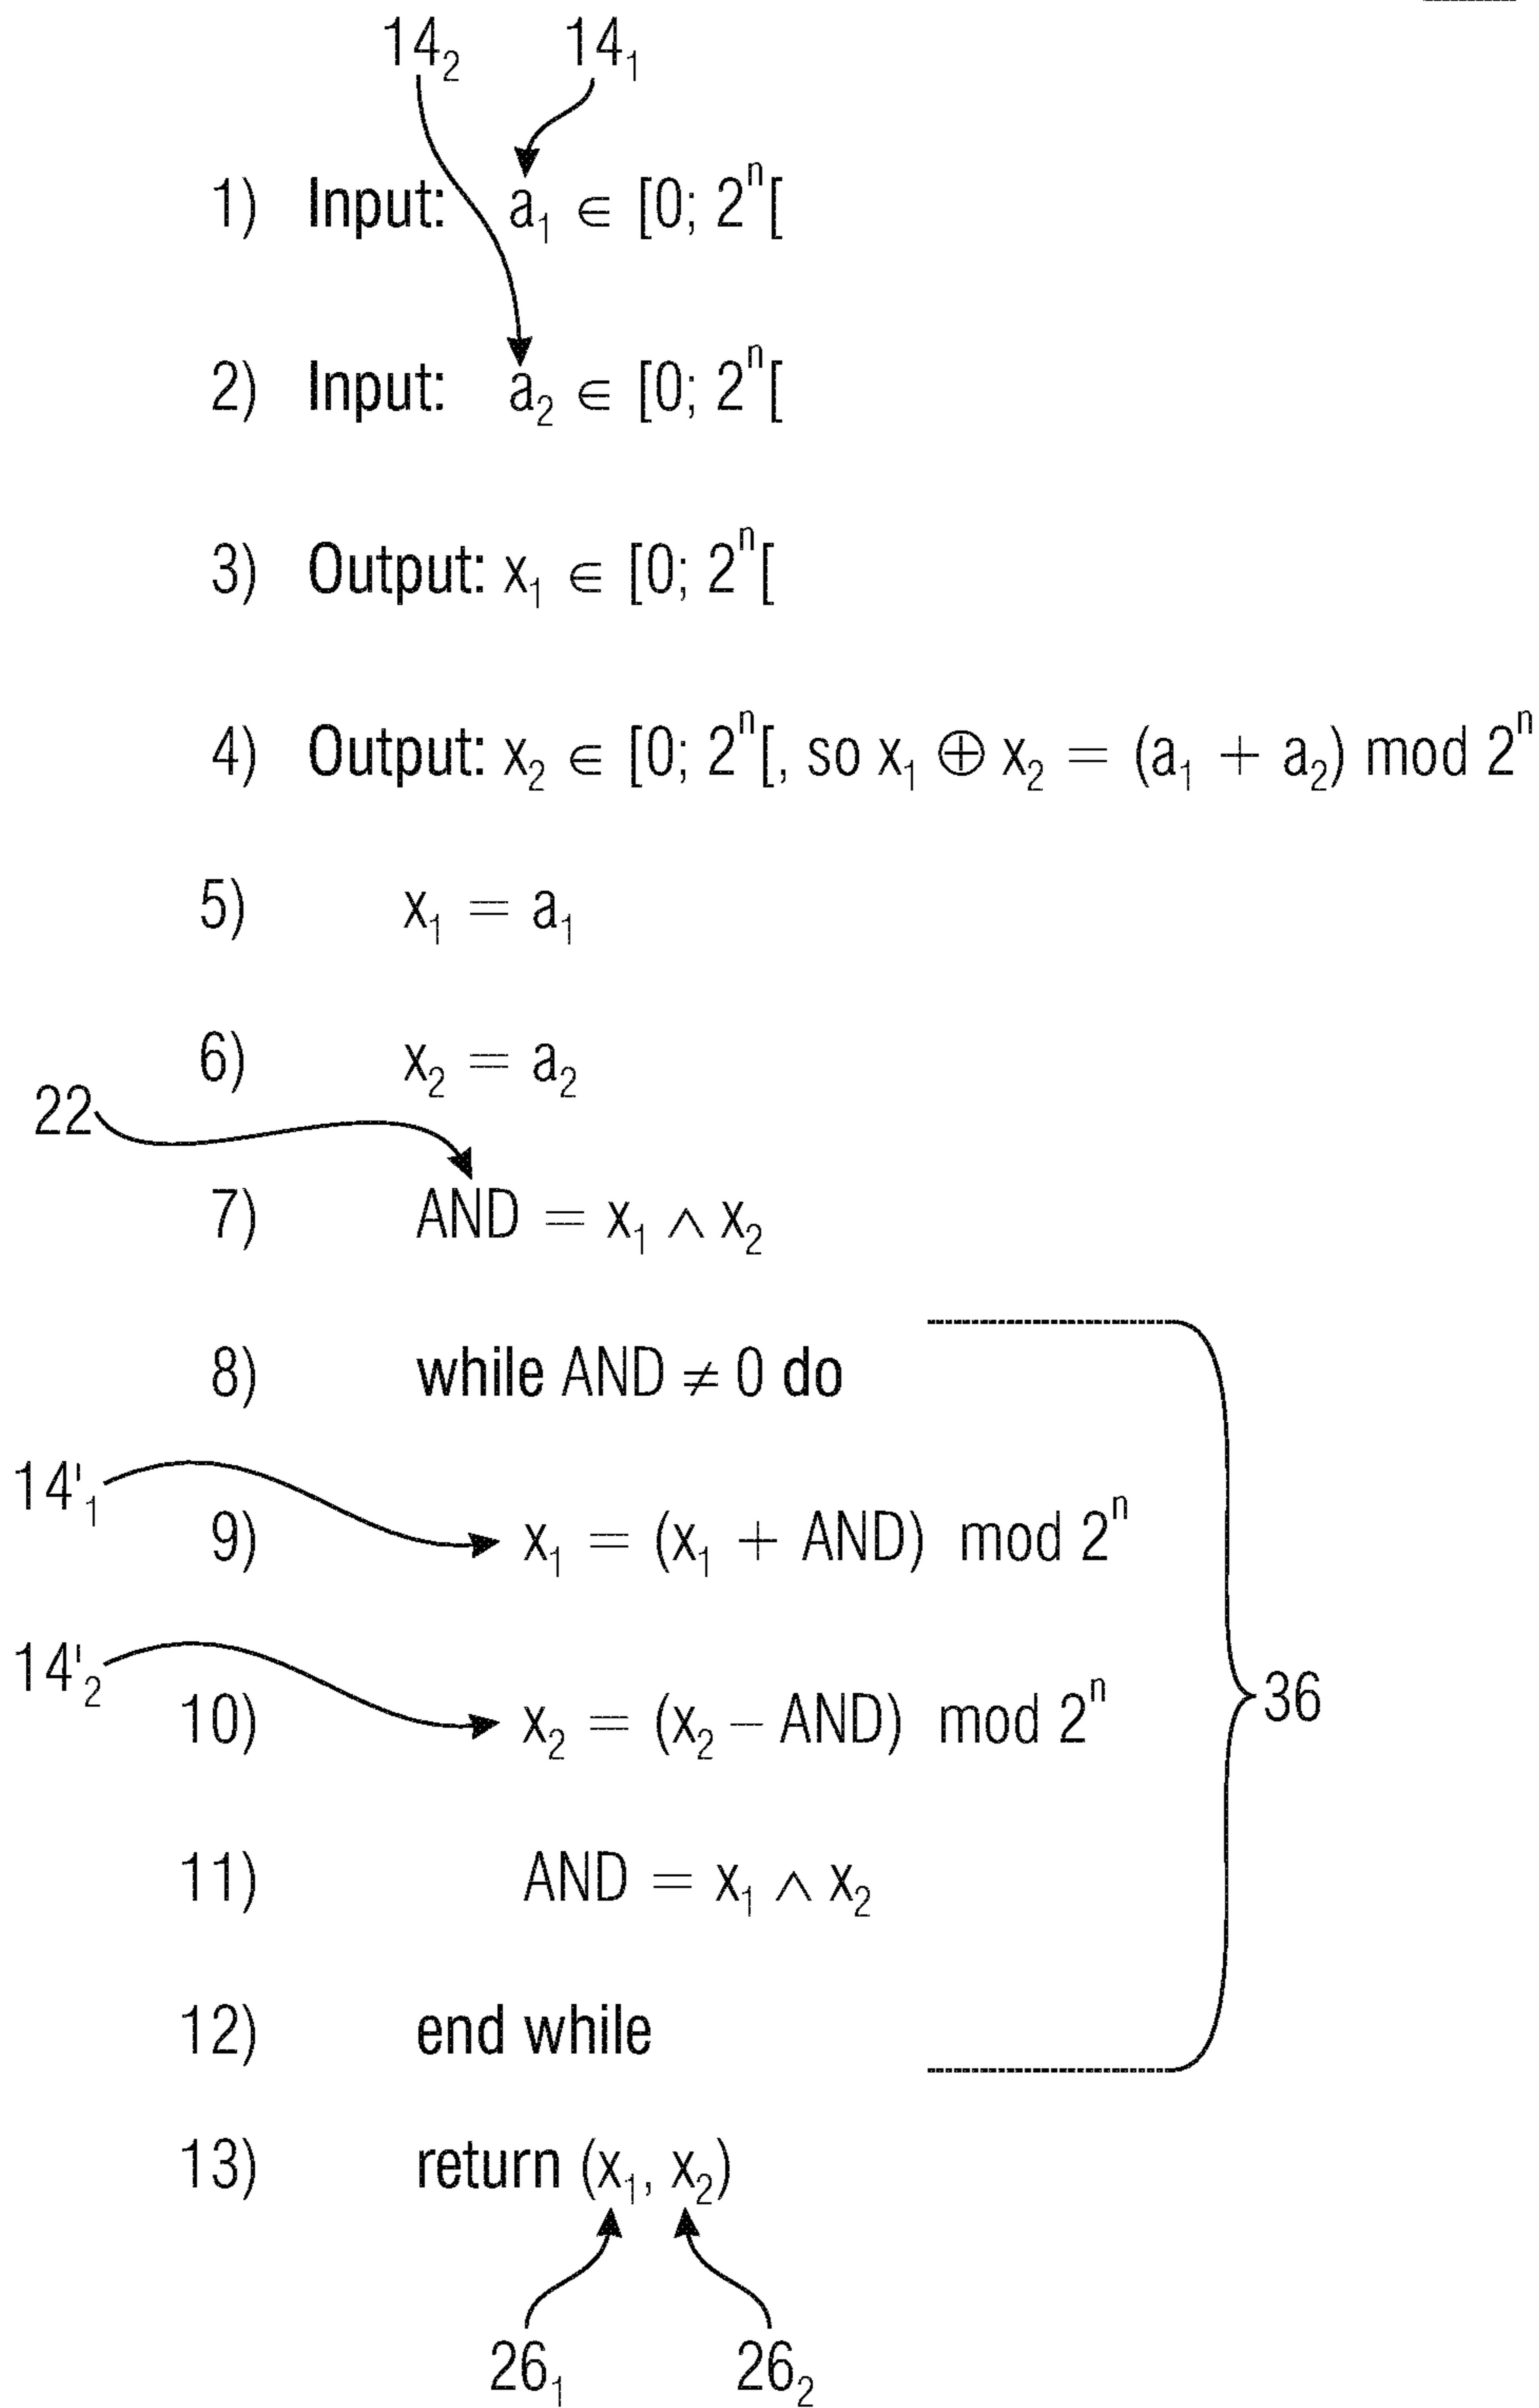 14₂ 14₁
1) Input: a₁ ∈ [0; 2ⁿ[
2) Input: a₂ ∈ [0; 2ⁿ[
3) Output: x₁ ∈ [0; 2ⁿ[
4) Output: x₂ ∈ [0; 2ⁿ[, so x₁ ⊕ x₂ = (a₁ + a₂) mod 2ⁿ
5) x₁ = a₁
6) x₂ = a₂
22
7) AND = x₁ ∧ x₂
8) while AND ≠ 0 do
14'₁
9) x₁ = (x₁ + AND) mod 2ⁿ
14'₂
10) x₂ = (x₂ − AND) mod 2ⁿ
36
11) AND = x₁ ∧ x₂
12) end while
13) return (x₁, x₂)
26₁ 26₂